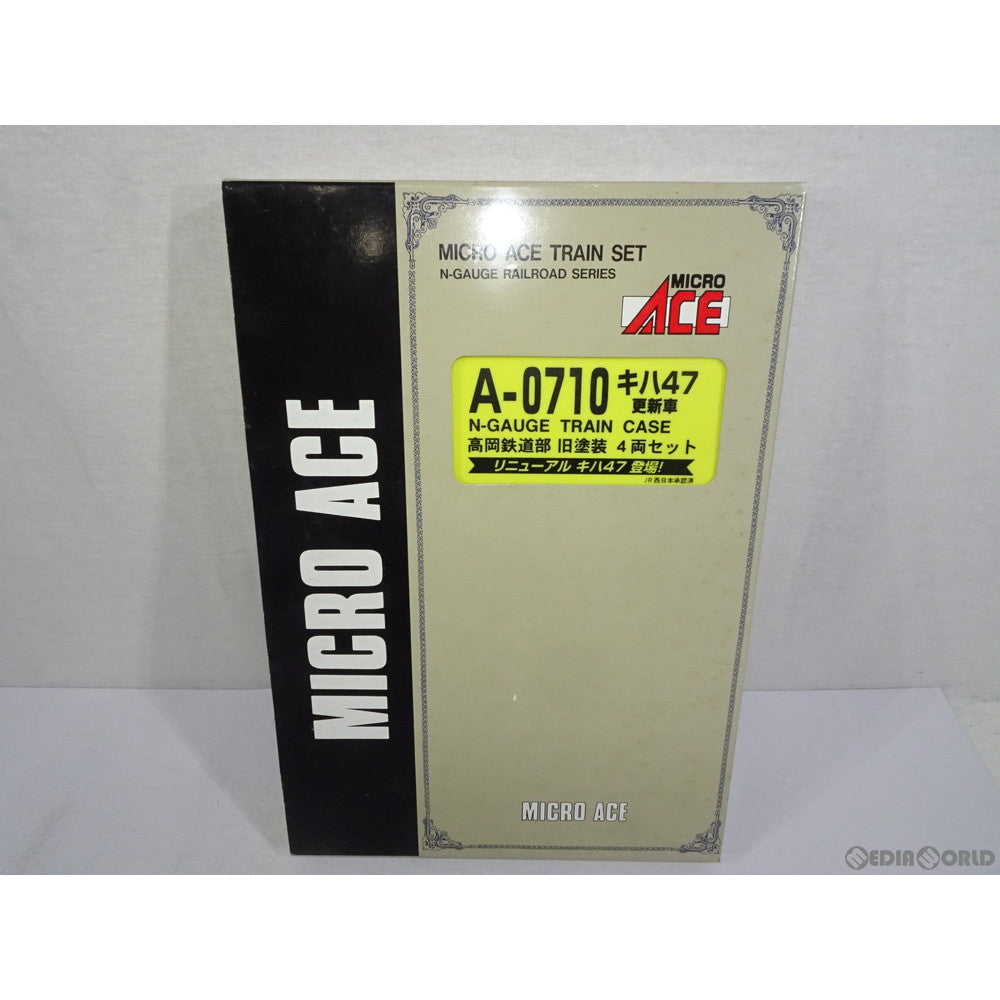 MICRO ACE
MICRO ACE TRAIN SET
N-GAUGE RAILROAD SERIES
MICRO
ACE
A-0710 キハ47
更新車
N-GAUGE TRAIN CASE
高岡鉄道部 旧塗装 4両セット
リニューアル キハ47 登場!
JR西日本承認済
MICRO ACE
MEDIAWORLD